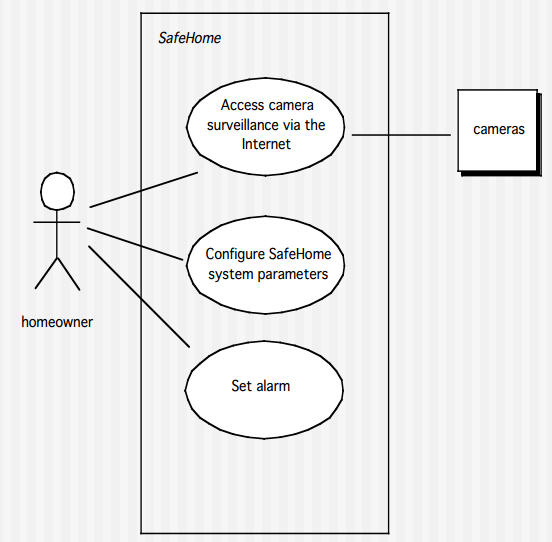 SafeHome
Access camera
surveillance via the
Internet
cameras
Configure SafeHome
system parameters
homeowner
Set alarm